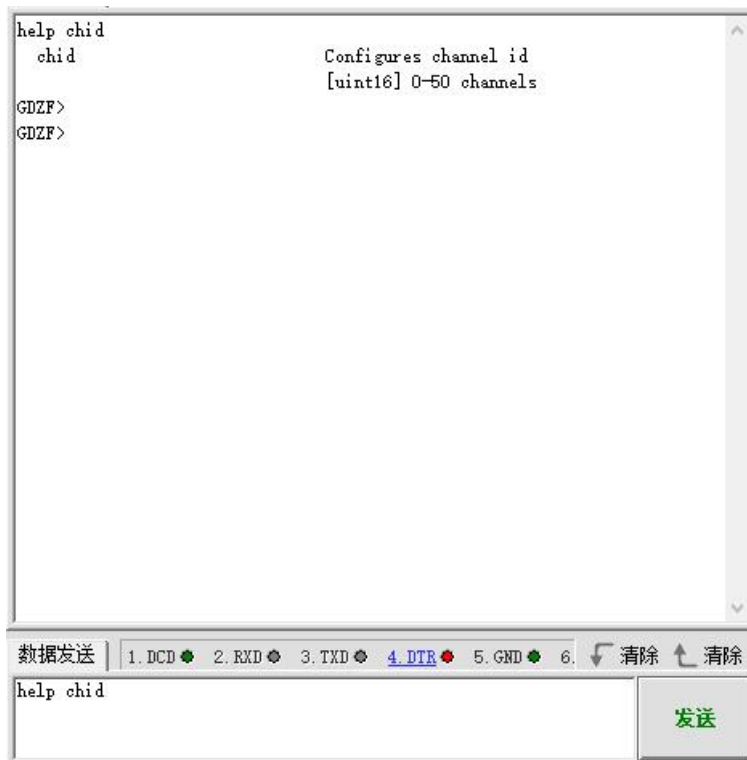 help chid
chid Configures channel id
[uint16] 0-50 channels
GDZF>
GDZF>
数据发送 1.DCD 2.RXD 3.TXD 4.DTR 5.GND 6. 清除 清除
help chid
发送